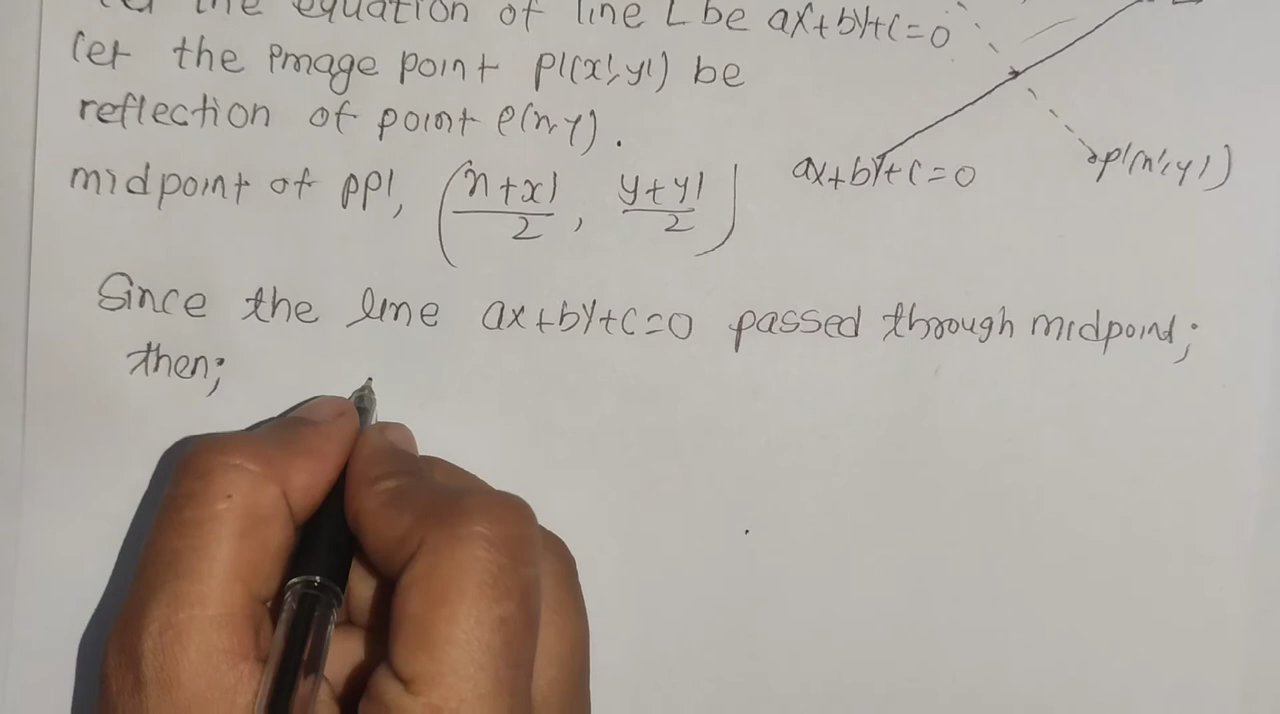 the equation of line L be ax+by+c=0
let the image point P'(x',y') be
reflection of point P(x,y).
midpoint of PP', (x+x'/2, y+y'/2)
ax+by+c=0
P'(x',y')
Since the line ax+by+c=0 passed through midpoint;
then;